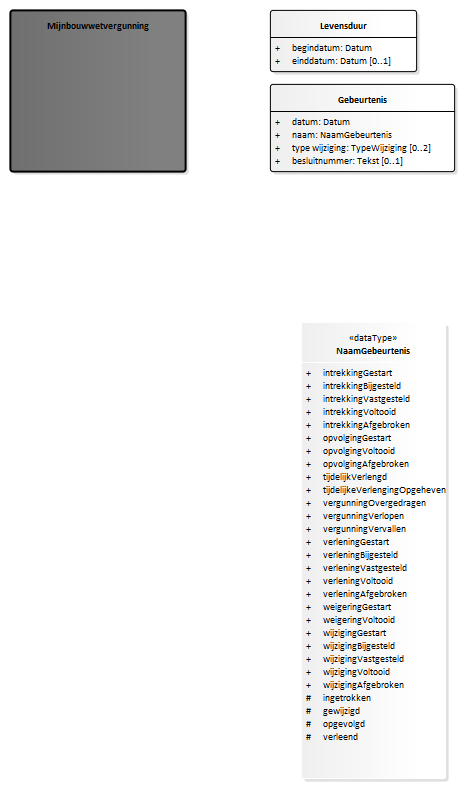 Mijnbouwwetvergunning
Levensduur
+ begindatum: Datum
+ einddatum: Datum [0..1]
Gebeurtenis
+ datum: Datum
+ naam: NaamGebeurtenis
+ type wijziging: TypeWijziging [0..2]
+ besluitnummer: Tekst [0..1]
«dataType»
NaamGebeurtenis
+ intrekkingGestart
+ intrekkingBijgesteld
+ intrekkingVastgesteld
+ intrekkingVoltooid
+ intrekkingAfgebroken
+ opvolgingGestart
+ opvolgingVoltooid
+ opvolgingAfgebroken
+ tijdelijkVerlengd
+ tijdelijkeVerlengingOpgeheven
+ vergunningOvergedragen
+ vergunningVerlopen
+ vergunningVervallen
+ verleningGestart
+ verleningBijgesteld
+ verleningVastgesteld
+ verleningVoltooid
+ verleningAfgebroken
+ weigeringGestart
+ weigeringVoltooid
+ wijzigingGestart
+ wijzigingBijgesteld
+ wijzigingVastgesteld
+ wijzigingVoltooid
+ wijzigingAfgebroken
# ingetrokken
# gewijzigd
# opgevolgd
# verleend